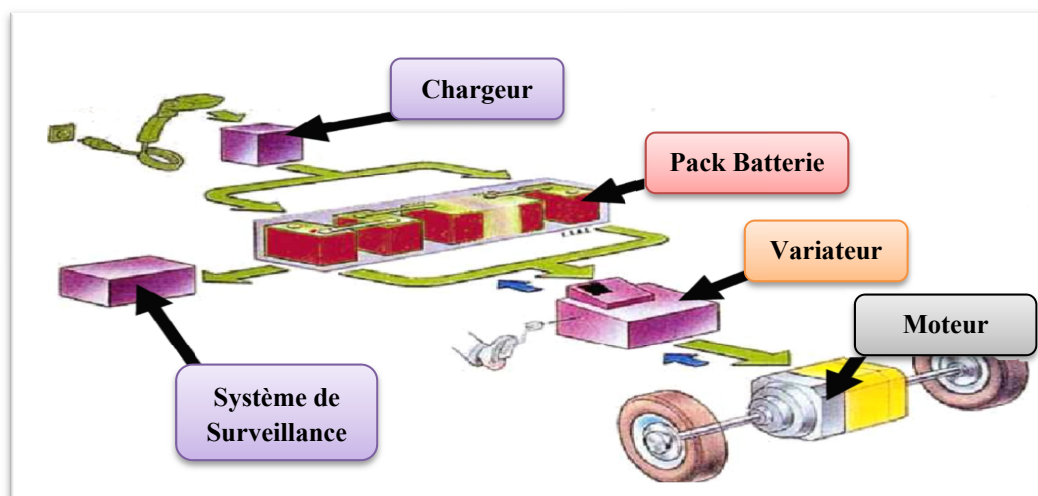 Chargeur
Pack Batterie
Variateur
Moteur
Système de
Surveillance